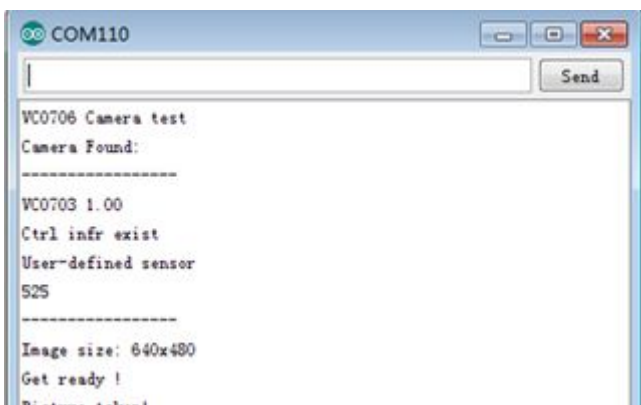 COM110
Send
VC0706 Camera test
Camera Found:
-----------------
VC0703 1.00
Ctrl infr exist
User-defined sensor
525
-----------------
Image size: 640x480
Get ready !